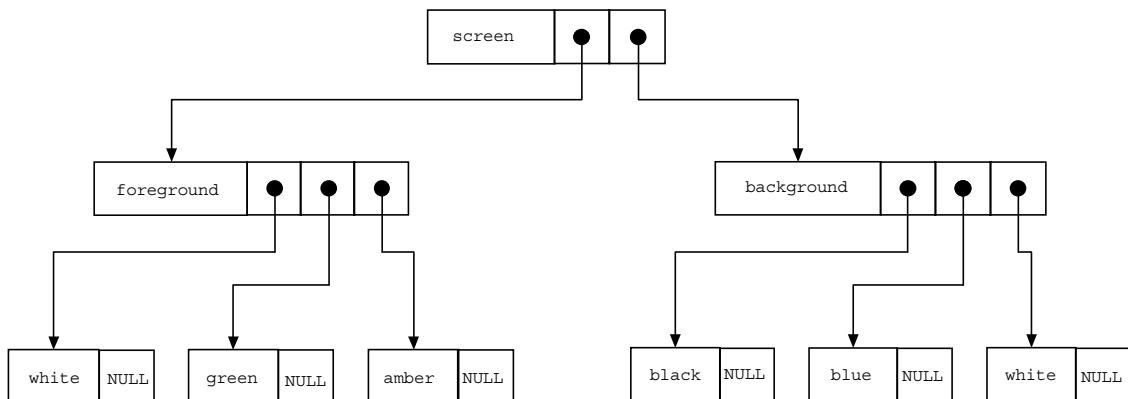 screen
foreground
background
white NULL
green NULL
amber NULL
black NULL
blue NULL
white NULL